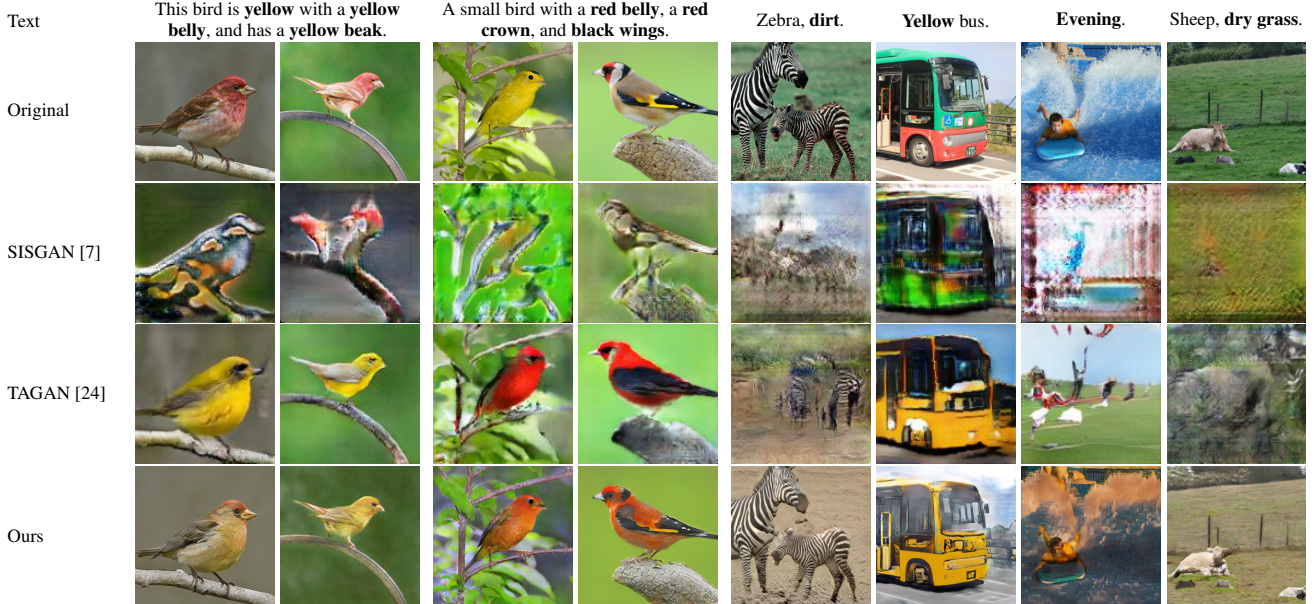 Text
This bird is yellow with a yellow
belly, and has a yellow beak.
A small bird with a red belly, a red
crown, and black wings.
Zebra, dirt.
Yellow bus.
Evening.
Sheep, dry grass.
Original
SISGAN [7]
TAGAN [24]
Ours